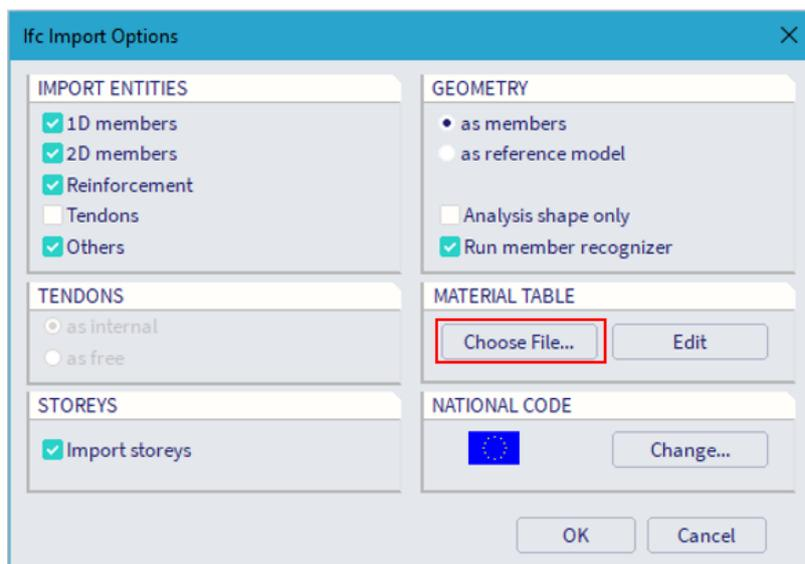 Ifc Import Options
IMPORT ENTITIES
1D members
2D members
Reinforcement
Tendons
Others
GEOMETRY
as members
as reference model
Analysis shape only
Run member recognizer
TENDONS
as internal
as free
MATERIAL TABLE
Choose File... Edit
STOREYS
Import storeys
NATIONAL CODE
Change...
OK Cancel